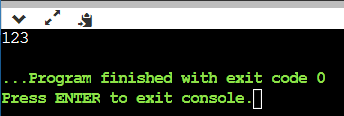 123
...Program finished with exit code 0
Press ENTER to exit console.